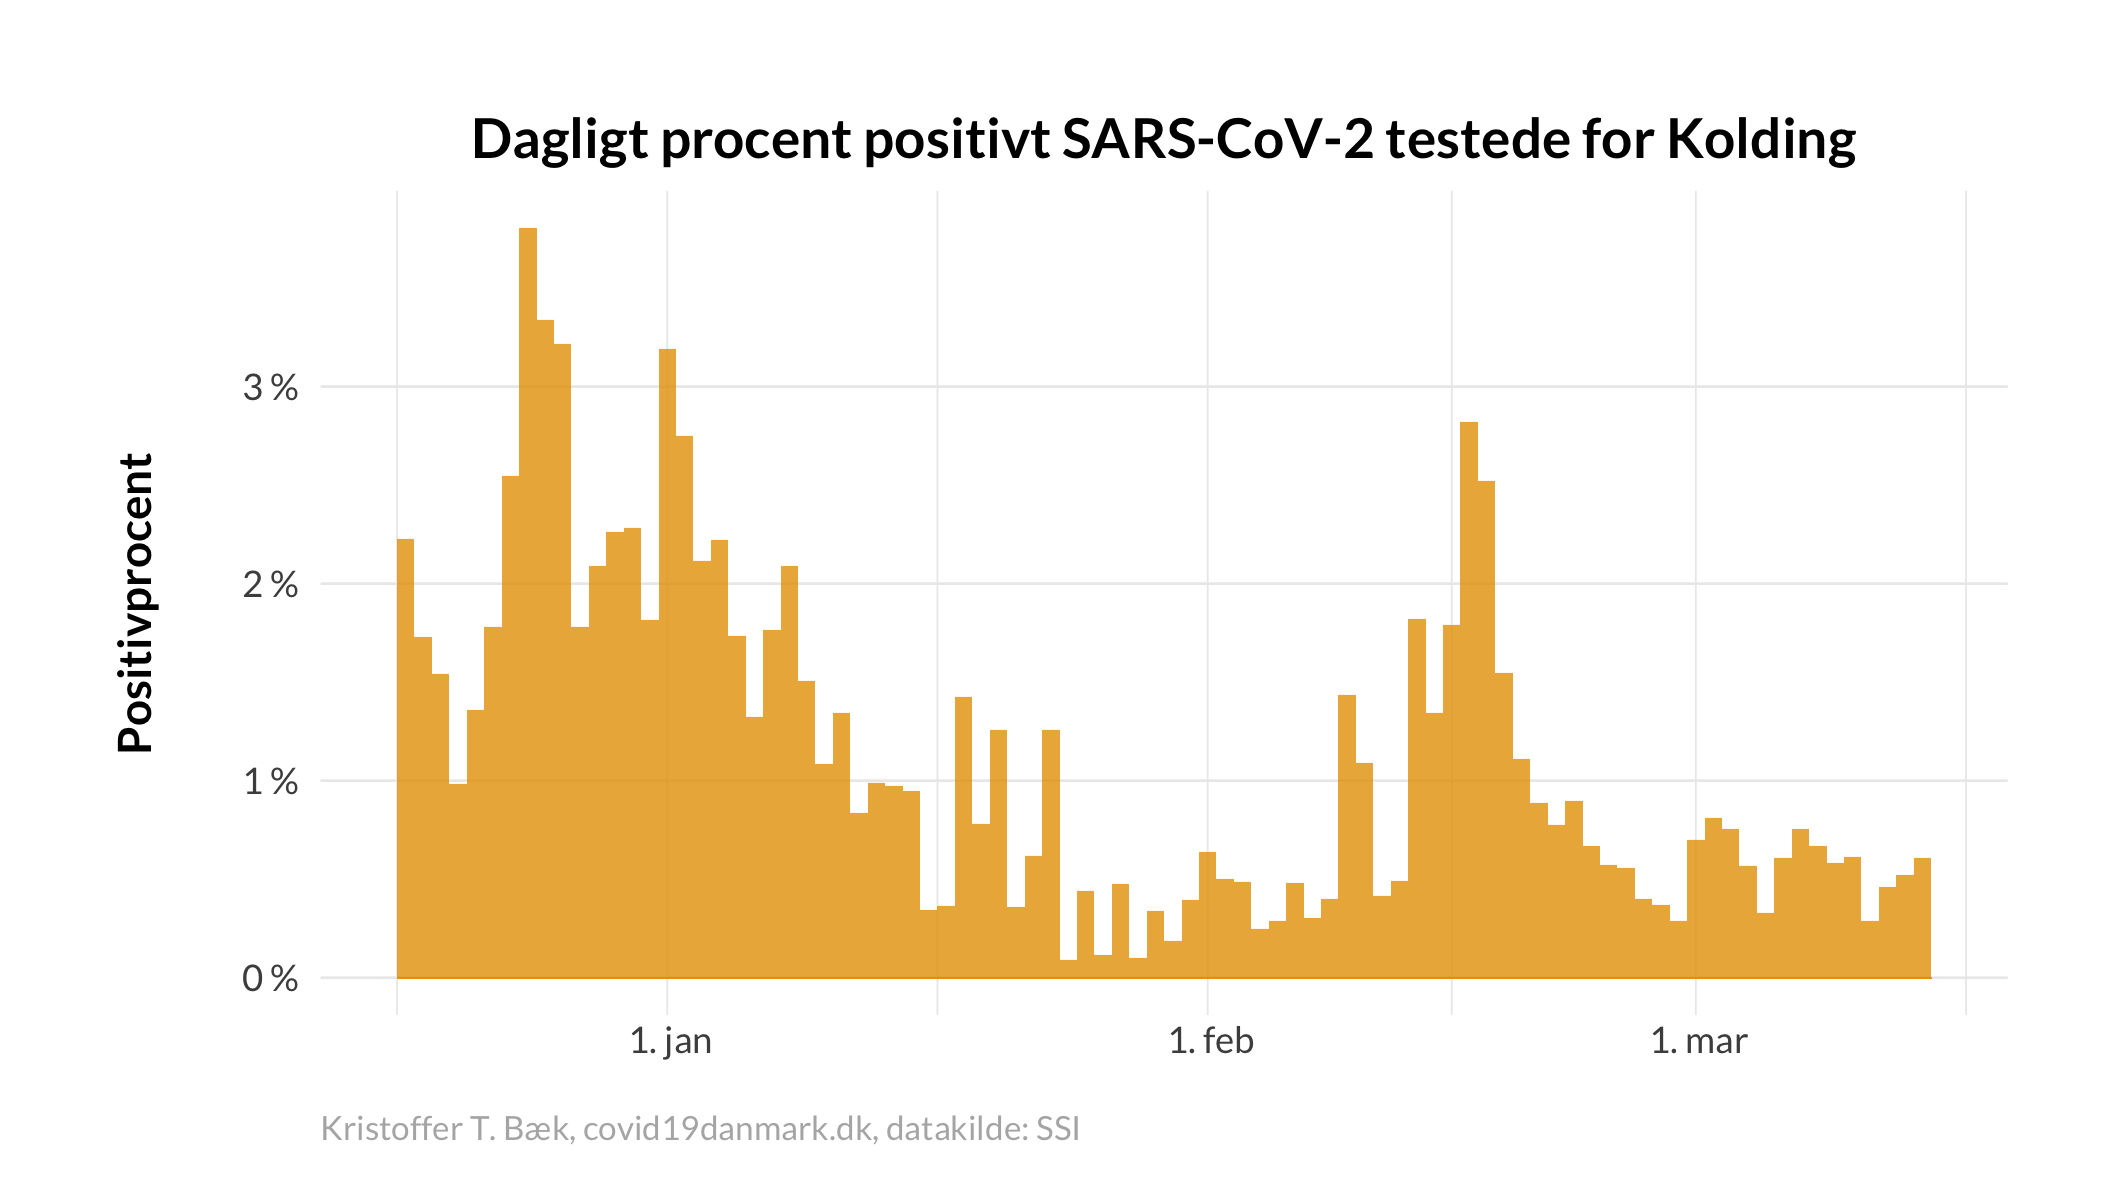 Dagligt procent positivt SARS-CoV-2 testede for Kolding
Positivprocent
3 %
2 %
1 %
0 %
1. jan
1. feb
1. mar
Kristoffer T. Bæk, covid19danmark.dk, datakilde: SSI